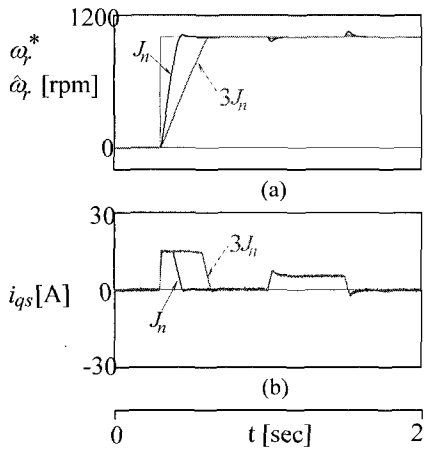 1200
ω_r^*
ω̂_r [rpm]
J_n
3J_n
0
(a)
30
i_qs [A]
0
3J_n
J_n
-30
(b)
0
t [sec]
2